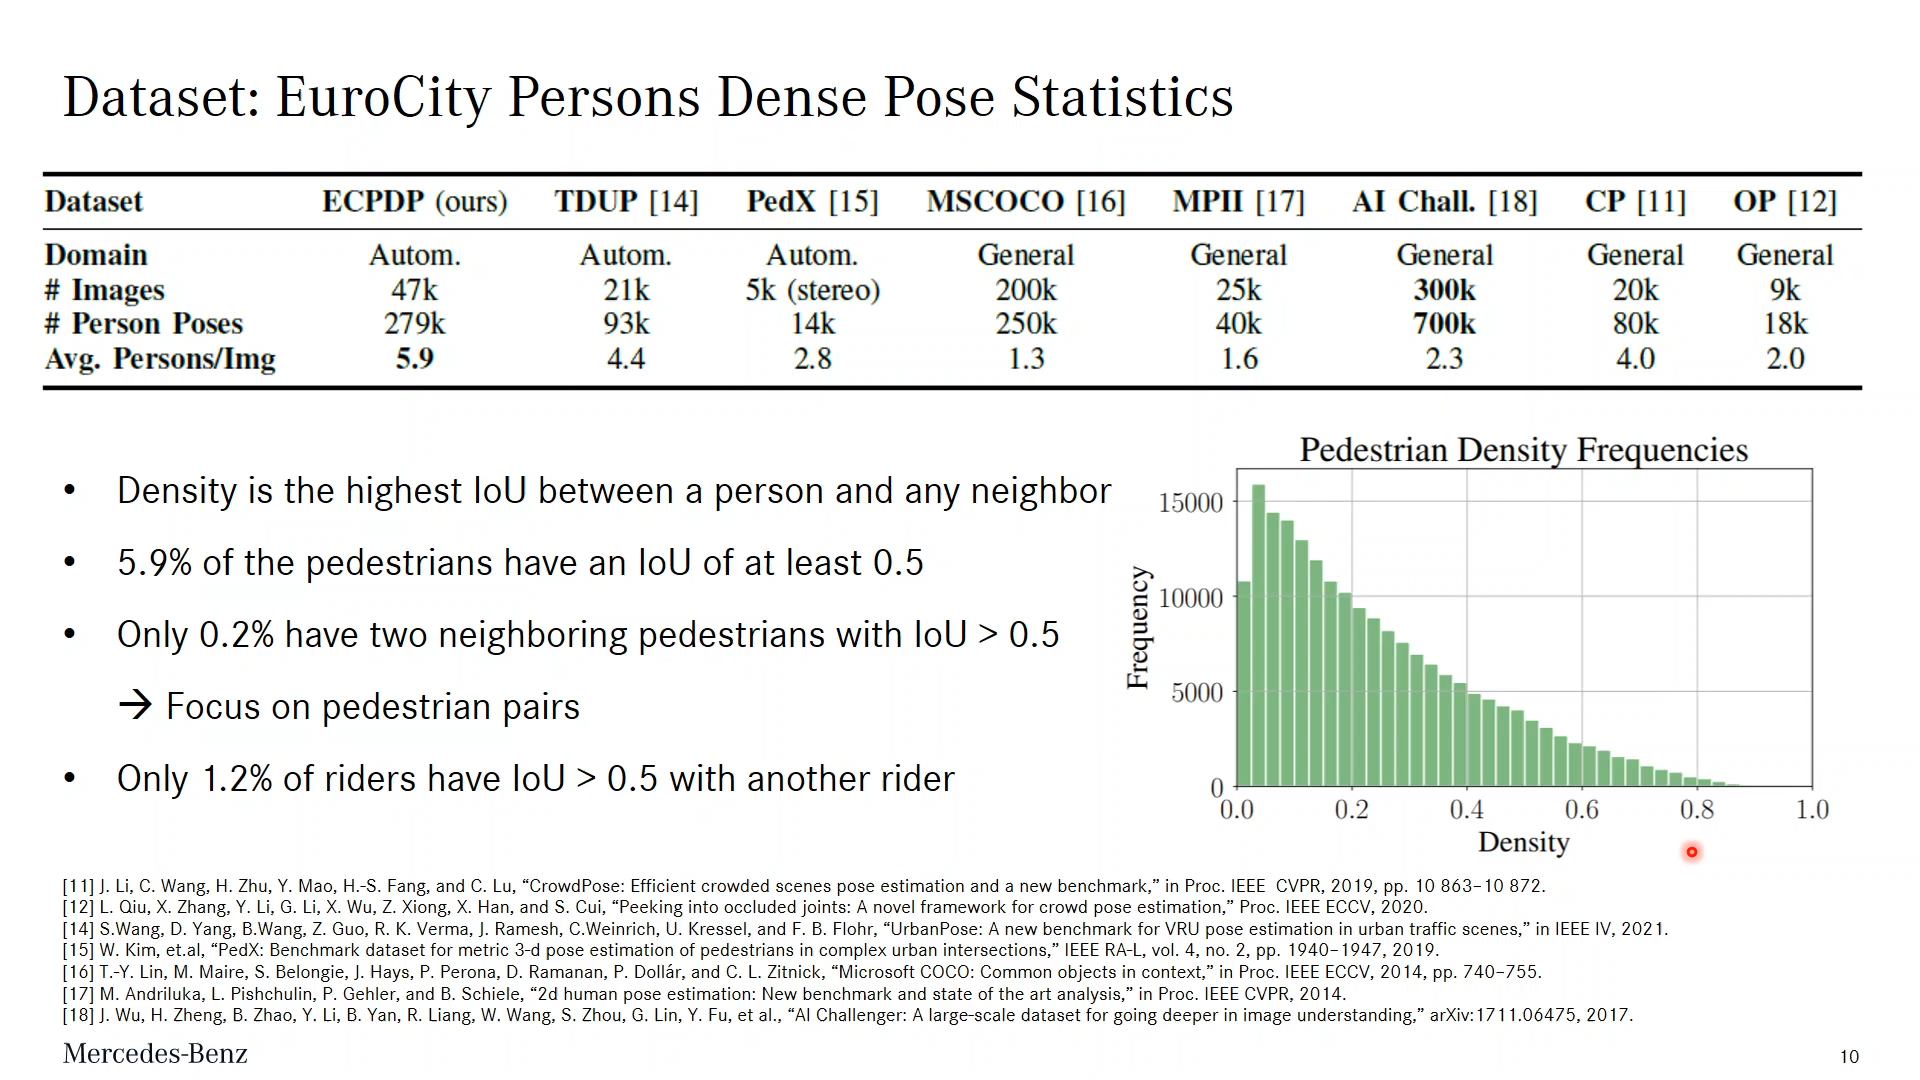 Dataset: EuroCity Persons Dense Pose Statistics
Dataset ECPDP (ours) TDUP [14] PedX [15] MSCOCO [16] MPII [17] AI Chall. [18] CP [11] OP [12]
Domain Autom. Autom. Autom. General General General General General
# Images 47k 21k 5k (stereo) 200k 25k 300k 20k 9k
# Person Poses 279k 93k 14k 250k 40k 700k 80k 18k
Avg. Persons/Img 5.9 4.4 2.8 1.3 1.6 2.3 4.0 2.0
• Density is the highest IoU between a person and any neighbor
• 5.9% of the pedestrians have an IoU of at least 0.5
• Only 0.2% have two neighboring pedestrians with IoU > 0.5
→ Focus on pedestrian pairs
• Only 1.2% of riders have IoU > 0.5 with another rider
Pedestrian Density Frequencies
Frequency
15000
10000
5000
0
0.0 0.2 0.4 0.6 0.8 1.0
Density
[11] J. Li, C. Wang, H. Zhu, Y. Mao, H.-S. Fang, and C. Lu, “CrowdPose: Efficient crowded scenes pose estimation and a new benchmark,” in Proc. IEEE CVPR, 2019, pp. 10 863–10 872.
[12] L. Qiu, X. Zhang, Y. Li, G. Li, X. Wu, Z. Xiong, X. Han, and S. Cui, “Peeking into occluded joints: A novel framework for crowd pose estimation,” Proc. IEEE ECCV, 2020.
[14] S.Wang, D. Yang, B.Wang, Z. Guo, R. K. Verma, J. Ramesh, C.Weinrich, U. Kressel, and F. B. Flohr, “UrbanPose: A new benchmark for VRU pose estimation in urban traffic scenes,” in IEEE IV, 2021.
[15] W. Kim, et.al, “PedX: Benchmark dataset for metric 3-d pose estimation of pedestrians in complex urban intersections,” IEEE RA-L, vol. 4, no. 2, pp. 1940–1947, 2019.
[16] T.-Y. Lin, M. Maire, S. Belongie, J. Hays, P. Perona, D. Ramanan, P. Dollár, and C. L. Zitnick, “Microsoft COCO: Common objects in context,” in Proc. IEEE ECCV, 2014, pp. 740–755.
[17] M. Andriluka, L. Pishchulin, P. Gehler, and B. Schiele, “2d human pose estimation: New benchmark and state of the art analysis,” in Proc. IEEE CVPR, 2014.
[18] J. Wu, H. Zheng, B. Zhao, Y. Li, B. Yan, R. Liang, W. Wang, S. Zhou, G. Lin, Y. Fu, et al., “AI Challenger: A large-scale dataset for going deeper in image understanding,” arXiv:1711.06475, 2017.
Mercedes-Benz
10